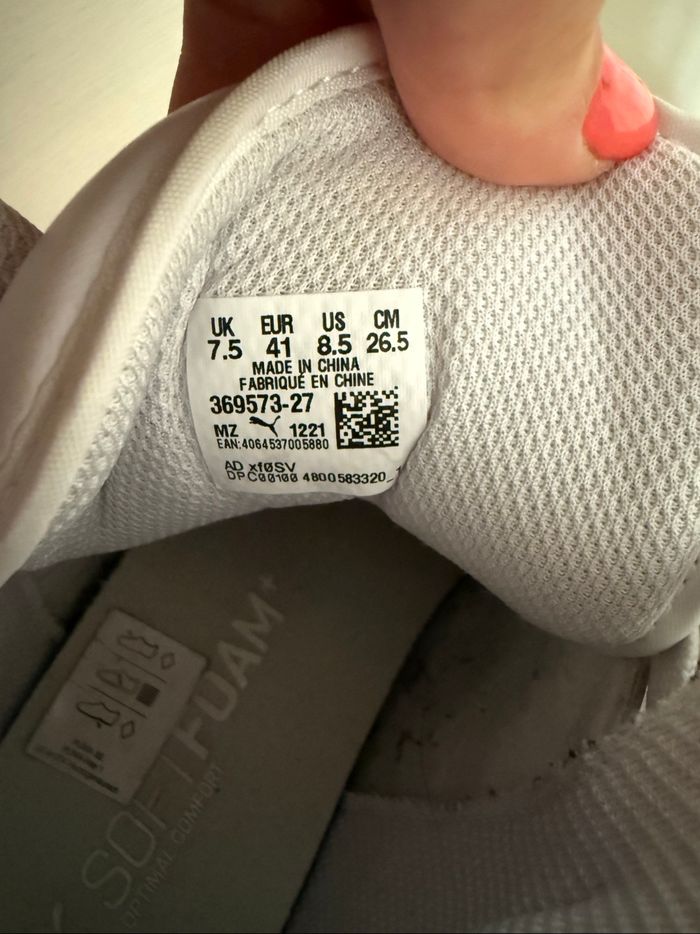 UK EUR US CM
7.5 41 8.5 26.5
MADE IN CHINA
FABRIQUÉ EN CHINE
369573-27
MZ 1221
EAN:4064537005880
AD xf0SV
DPC00100 4800583320_1
SOFTFOAM+
OPTIMAL COMFORT